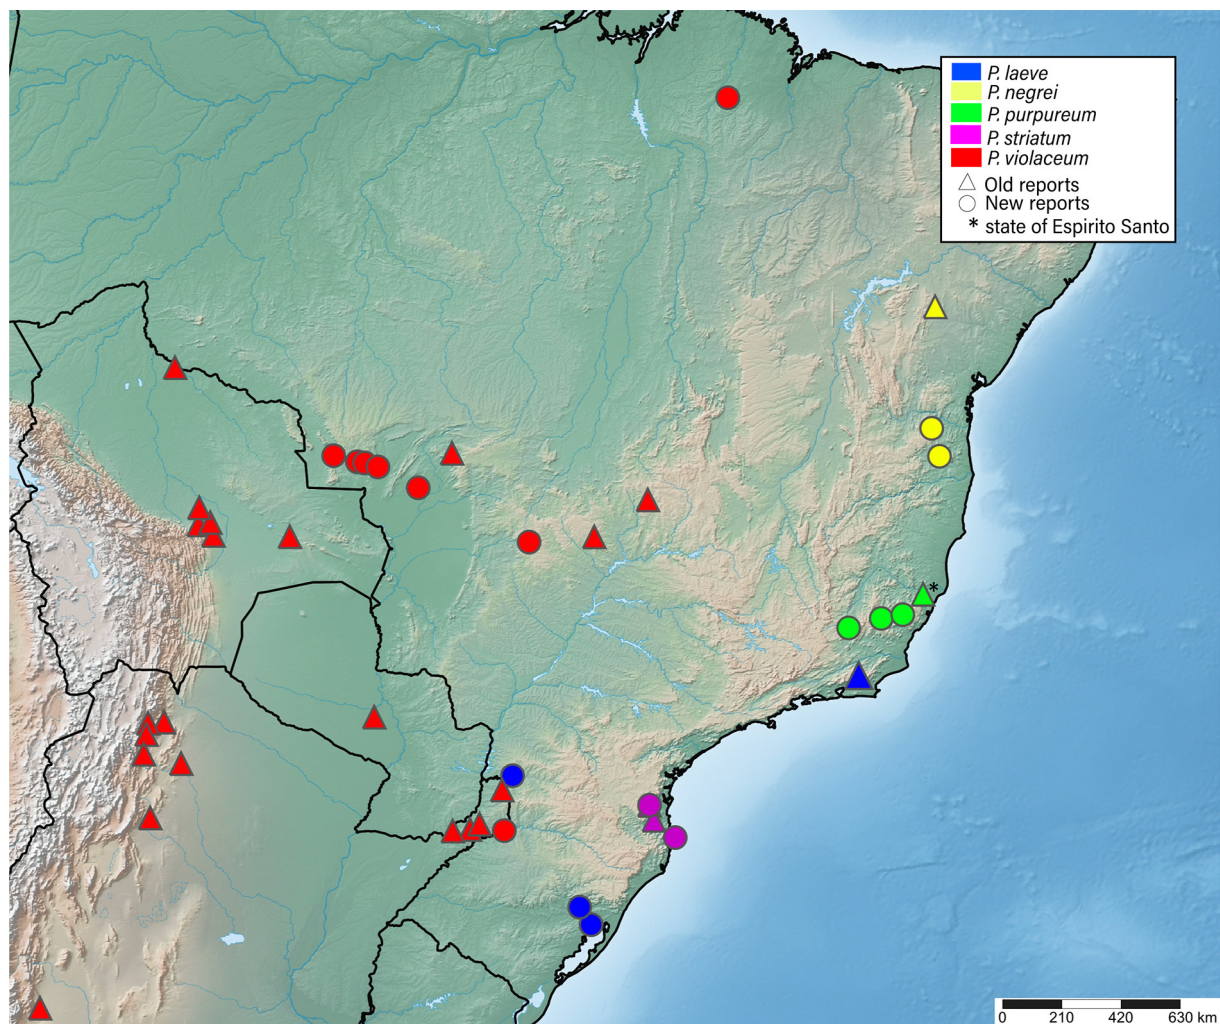 P. laeve
P. negrei
P. purpureum
P. striatum
P. violaceum
Old reports
New reports
* state of Espirito Santo
*
0 210 420 630 km